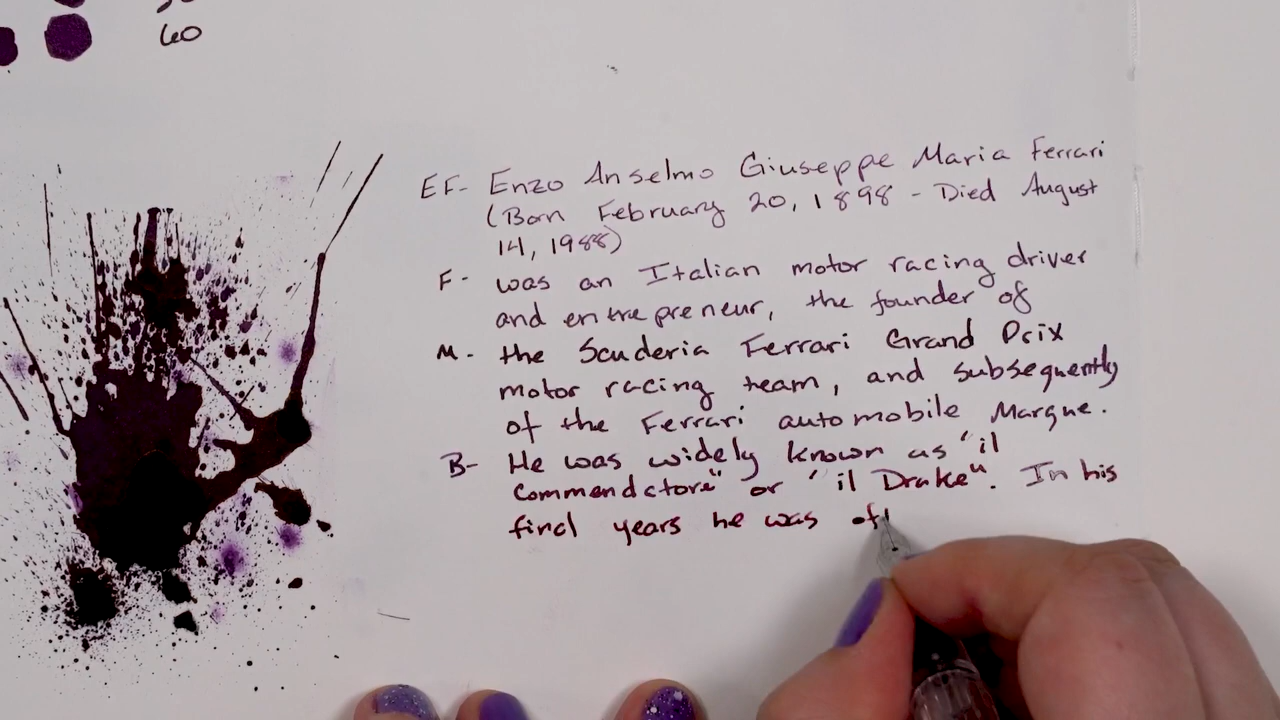 60
EF- Enzo Anselmo Giuseppe Maria Ferrari
(Born February 20, 1898 - Died August
14, 1988)
F- was an Italian motor racing driver
and entrepreneur, the founder of
M- the Scuderia Ferrari Grand Prix
motor racing team, and subsequently
of the Ferrari automobile Marque.
B- He was widely known as "il
Commendatore" or "il Drake". In his
final years he was oft